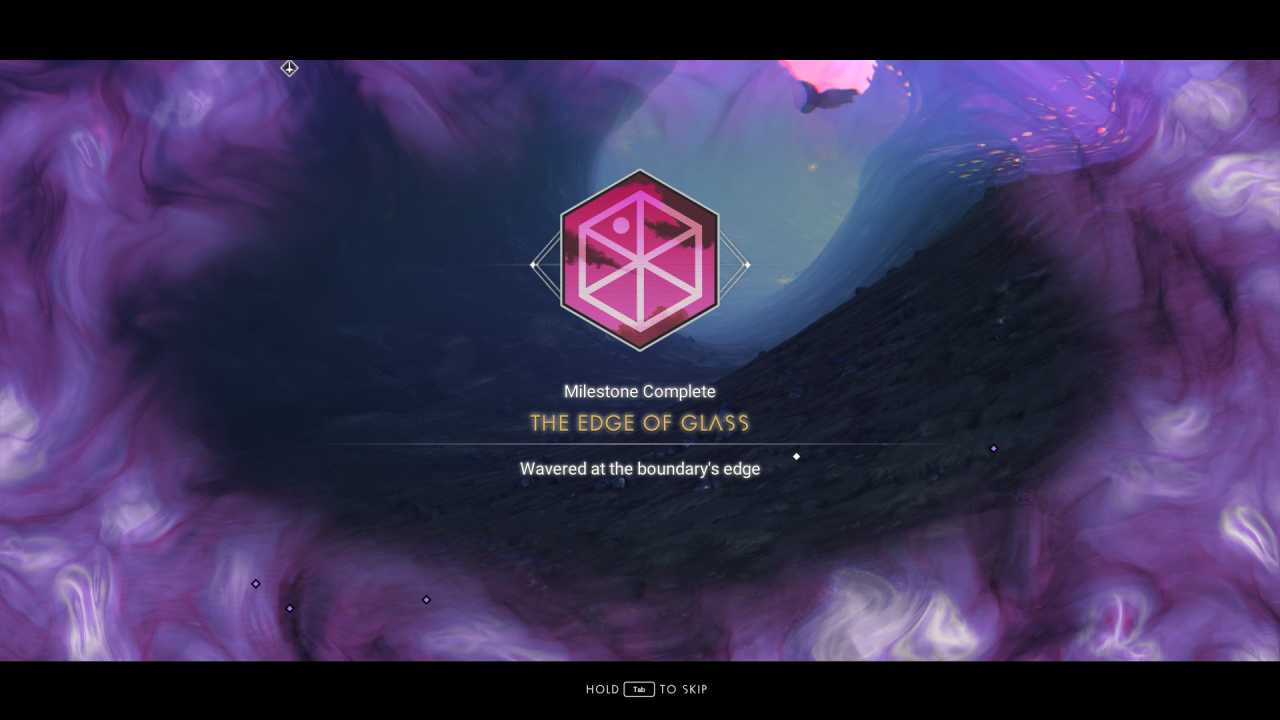 Milestone Complete
THE EDGE OF GLASS
Wavered at the boundary's edge
HOLD Tab TO SKIP